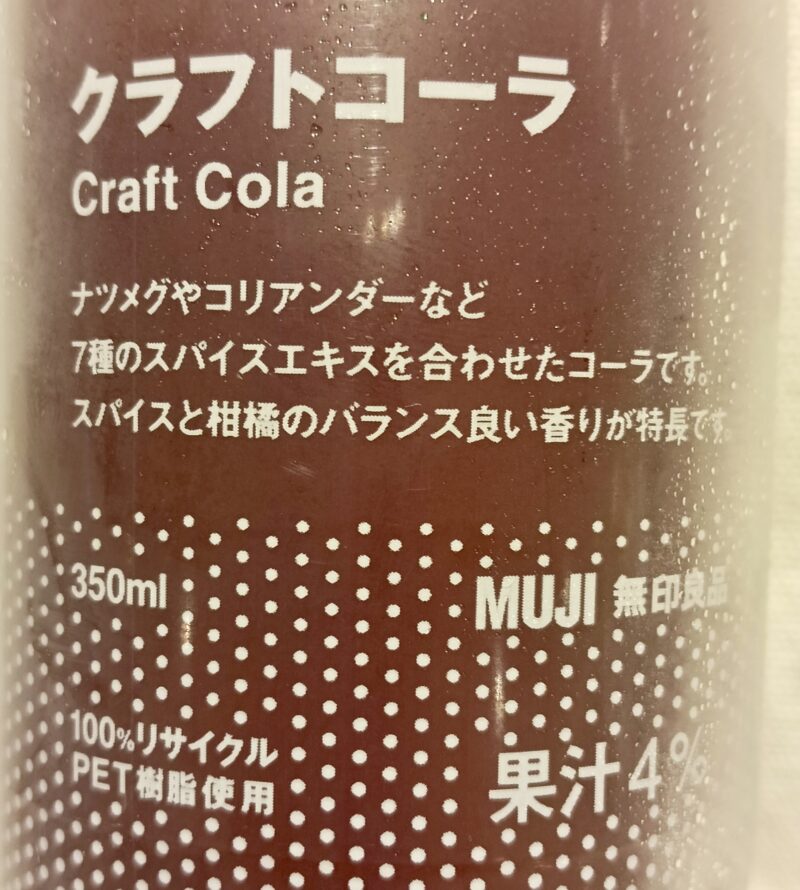 クラフトコーラ
Craft Cola
ナツメグやコリアンダーなど
7種のスパイスエキスを合わせたコーラです。
スパイスと柑橘のバランス良い香りが特長です
350ml
MUJI 無印良品
100%リサイクル
PET樹脂使用
果汁4%